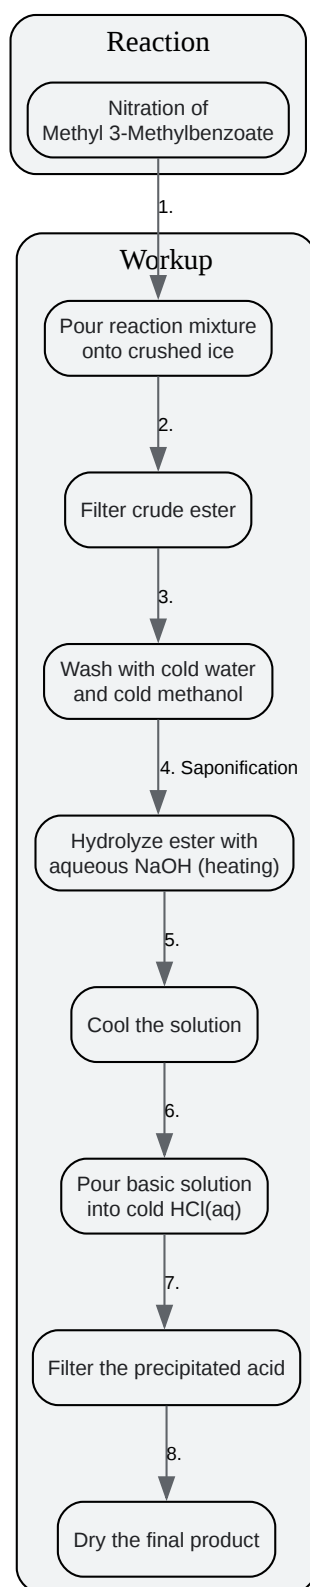 Reaction
Nitration of
Methyl 3-Methylbenzoate
1.
Workup
Pour reaction mixture
onto crushed ice
2.
Filter crude ester
3.
Wash with cold water
and cold methanol
4. Saponification
Hydrolyze ester with
aqueous NaOH (heating)
5.
Cool the solution
6.
Pour basic solution
into cold HCl(aq)
7.
Filter the precipitated acid
8.
Dry the final product